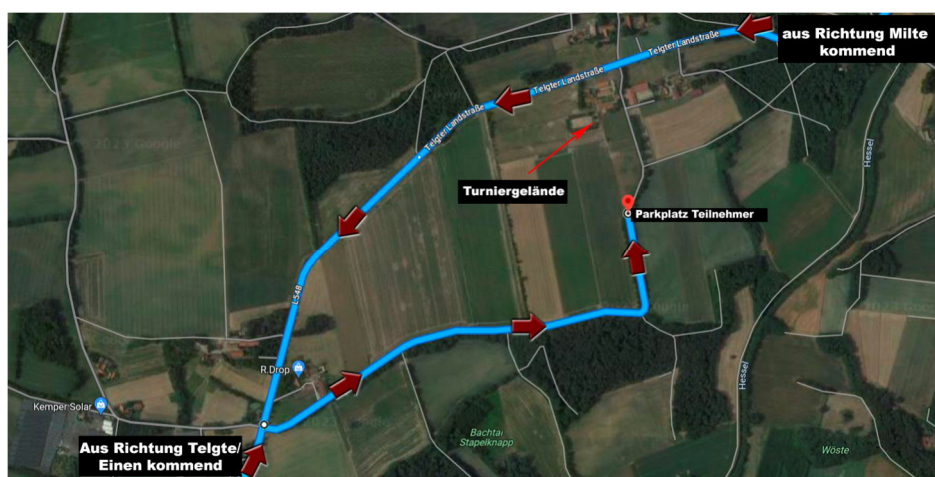 aus Richtung Milte
kommend
Telgter Landstraße
Telgter Landstraße
Telgter Landstraße
Hessel
Turniergelände
Parkplatz Teilnehmer
L548
R.Drop
Hessel
Kemper Solar
Aus Richtung Telgte/
Einen kommend
Bachtal
Stapelknapp
Wöste